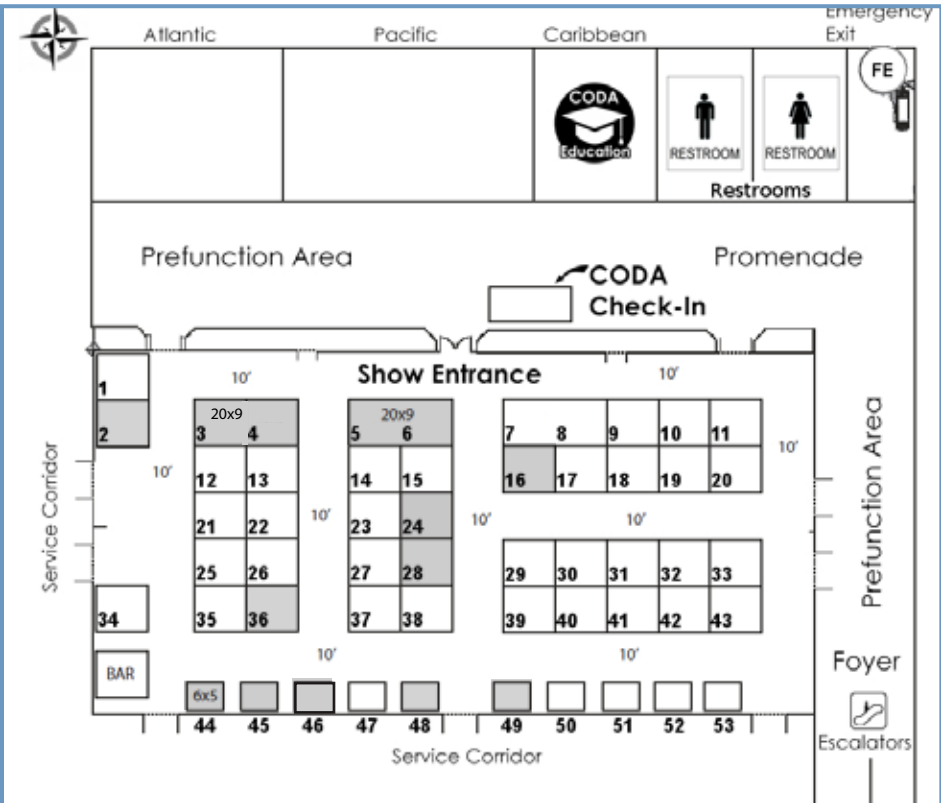 Emergency
Atlantic Pacific Caribbean Exit
FE
CODA
Education
RESTROOM RESTROOM
Restrooms
Prefunction Area Promenade
CODA
Check-In
Show Entrance
10' 10'
1
20x9 20x9
2 3 4 5 6 7 8 9 10 11
10'
10'
12 13 14 15 16 17 18 19 20
10' 10' 10'
21 22 23 24
25 26 27 28 29 30 31 32 33
34 35 36 37 38 39 40 41 42 43
Service Corridor
Prefunction Area
10' 10'
BAR
Foyer
6x5
44 45 46 47 48 49 50 51 52 53
Service Corridor
Escalators